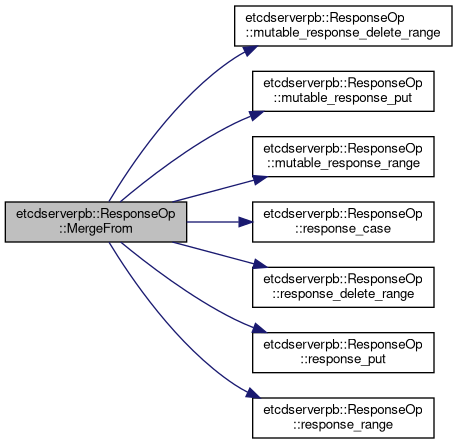 etcdserverpb::ResponseOp
::mutable_response_delete_range
etcdserverpb::ResponseOp
::mutable_response_put
etcdserverpb::ResponseOp
::mutable_response_range
etcdserverpb::ResponseOp
::MergeFrom
etcdserverpb::ResponseOp
::response_case
etcdserverpb::ResponseOp
::response_delete_range
etcdserverpb::ResponseOp
::response_put
etcdserverpb::ResponseOp
::response_range